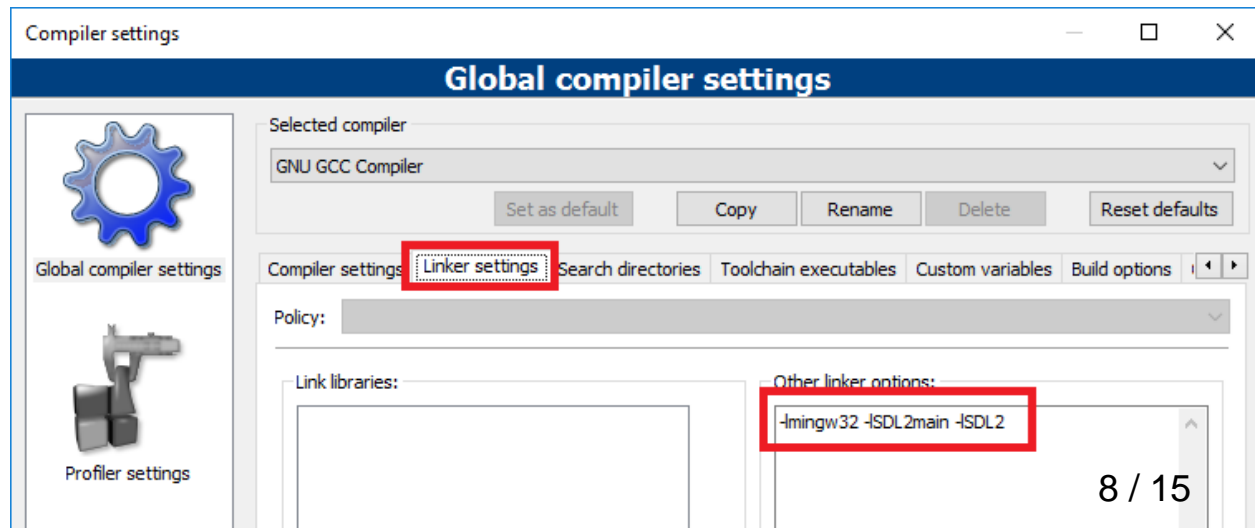 Compiler settings
Global compiler settings
Selected compiler
GNU GCC Compiler
Set as default Copy Rename Delete Reset defaults
Global compiler settings
Compiler settings Linker settings Search directories Toolchain executables Custom variables Build options
Policy:
Link libraries: Other linker options:
-lmingw32 -lSDL2main -lSDL2
Profiler settings
8 / 15